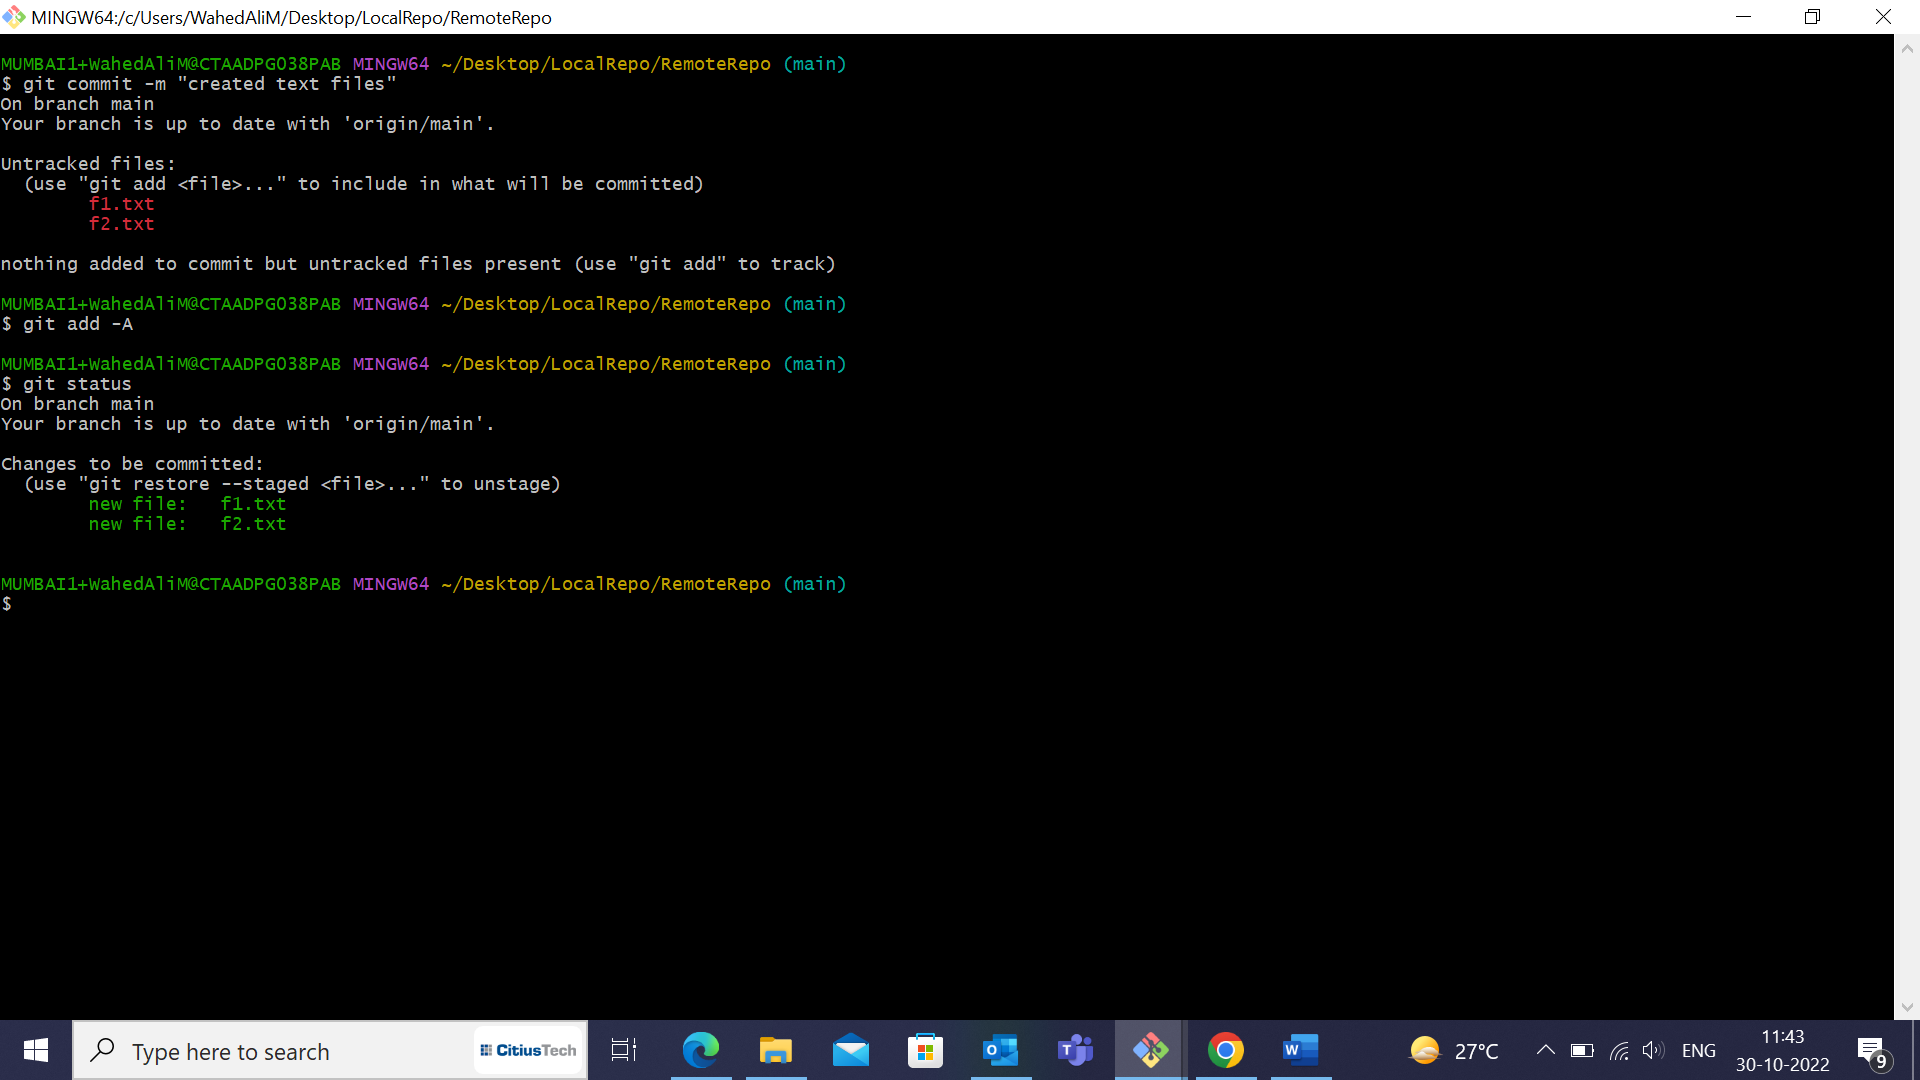 MINGW64:/c/Users/WahedAliM/Desktop/LocalRepo/RemoteRepo
MUMBAI1+WahedAliM@CTAADPG038PAB MINGW64 ~/Desktop/LocalRepo/RemoteRepo (main)
$ git commit -m "created text files"
On branch main
Your branch is up to date with 'origin/main'.
Untracked files:
  (use "git add <file>..." to include in what will be committed)
        f1.txt
        f2.txt
nothing added to commit but untracked files present (use "git add" to track)
MUMBAI1+WahedAliM@CTAADPG038PAB MINGW64 ~/Desktop/LocalRepo/RemoteRepo (main)
$ git add -A
MUMBAI1+WahedAliM@CTAADPG038PAB MINGW64 ~/Desktop/LocalRepo/RemoteRepo (main)
$ git status
On branch main
Your branch is up to date with 'origin/main'.
Changes to be committed:
  (use "git restore --staged <file>..." to unstage)
        new file:   f1.txt
        new file:   f2.txt
MUMBAI1+WahedAliM@CTAADPG038PAB MINGW64 ~/Desktop/LocalRepo/RemoteRepo (main)
$
Type here to search
CitiusTech
27°C
ENG
11:43
30-10-2022
9